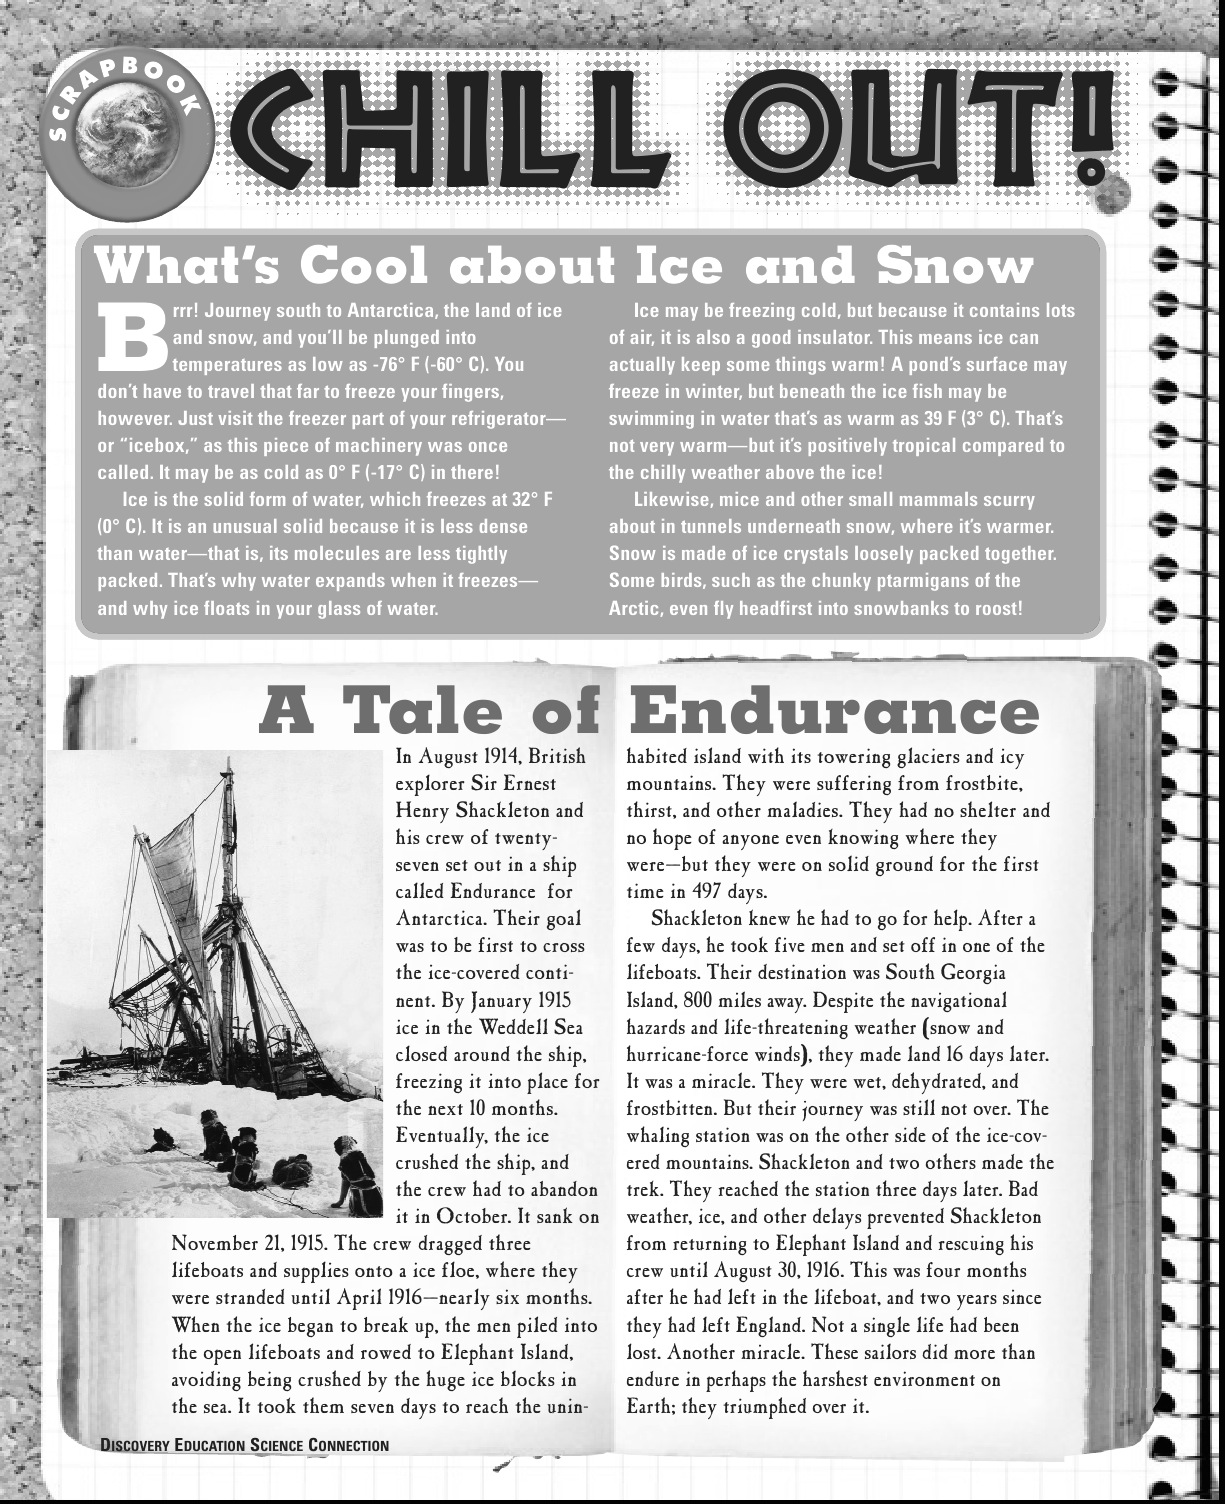 SCRAPBOOK
CHILL OUT!
What's Cool about Ice and Snow
Brrr! Journey south to Antarctica, the land of ice
and snow, and you'll be plunged into
temperatures as low as -76° F (-60° C). You
don't have to travel that far to freeze your fingers,
however. Just visit the freezer part of your refrigerator—
or "icebox," as this piece of machinery was once
called. It may be as cold as 0° F (-17° C) in there!
Ice is the solid form of water, which freezes at 32° F
(0° C). It is an unusual solid because it is less dense
than water—that is, its molecules are less tightly
packed. That's why water expands when it freezes—
and why ice floats in your glass of water.
Ice may be freezing cold, but because it contains lots
of air, it is also a good insulator. This means ice can
actually keep some things warm! A pond's surface may
freeze in winter, but beneath the ice fish may be
swimming in water that's as warm as 39 F (3° C). That's
not very warm—but it's positively tropical compared to
the chilly weather above the ice!
Likewise, mice and other small mammals scurry
about in tunnels underneath snow, where it's warmer.
Snow is made of ice crystals loosely packed together.
Some birds, such as the chunky ptarmigans of the
Arctic, even fly headfirst into snowbanks to roost!
A Tale of Endurance
In August 1914, British
explorer Sir Ernest
Henry Shackleton and
his crew of twenty-
seven set out in a ship
called Endurance for
Antarctica. Their goal
was to be first to cross
the ice-covered conti-
nent. By January 1915
ice in the Weddell Sea
closed around the ship,
freezing it into place for
the next 10 months.
Eventually, the ice
crushed the ship, and
the crew had to abandon
it in October. It sank on
November 21, 1915. The crew dragged three
lifeboats and supplies onto a ice floe, where they
were stranded until April 1916—nearly six months.
When the ice began to break up, the men piled into
the open lifeboats and rowed to Elephant Island,
avoiding being crushed by the huge ice blocks in
the sea. It took them seven days to reach the unin-
habited island with its towering glaciers and icy
mountains. They were suffering from frostbite,
thirst, and other maladies. They had no shelter and
no hope of anyone even knowing where they
were—but they were on solid ground for the first
time in 497 days.
Shackleton knew he had to go for help. After a
few days, he took five men and set off in one of the
lifeboats. Their destination was South Georgia
Island, 800 miles away. Despite the navigational
hazards and life-threatening weather (snow and
hurricane-force winds), they made land 16 days later.
It was a miracle. They were wet, dehydrated, and
frostbitten. But their journey was still not over. The
whaling station was on the other side of the ice-cov-
ered mountains. Shackleton and two others made the
trek. They reached the station three days later. Bad
weather, ice, and other delays prevented Shackleton
from returning to Elephant Island and rescuing his
crew until August 30, 1916. This was four months
after he had left in the lifeboat, and two years since
they had left England. Not a single life had been
lost. Another miracle. These sailors did more than
endure in perhaps the harshest environment on
Earth; they triumphed over it.
DISCOVERY EDUCATION SCIENCE CONNECTION